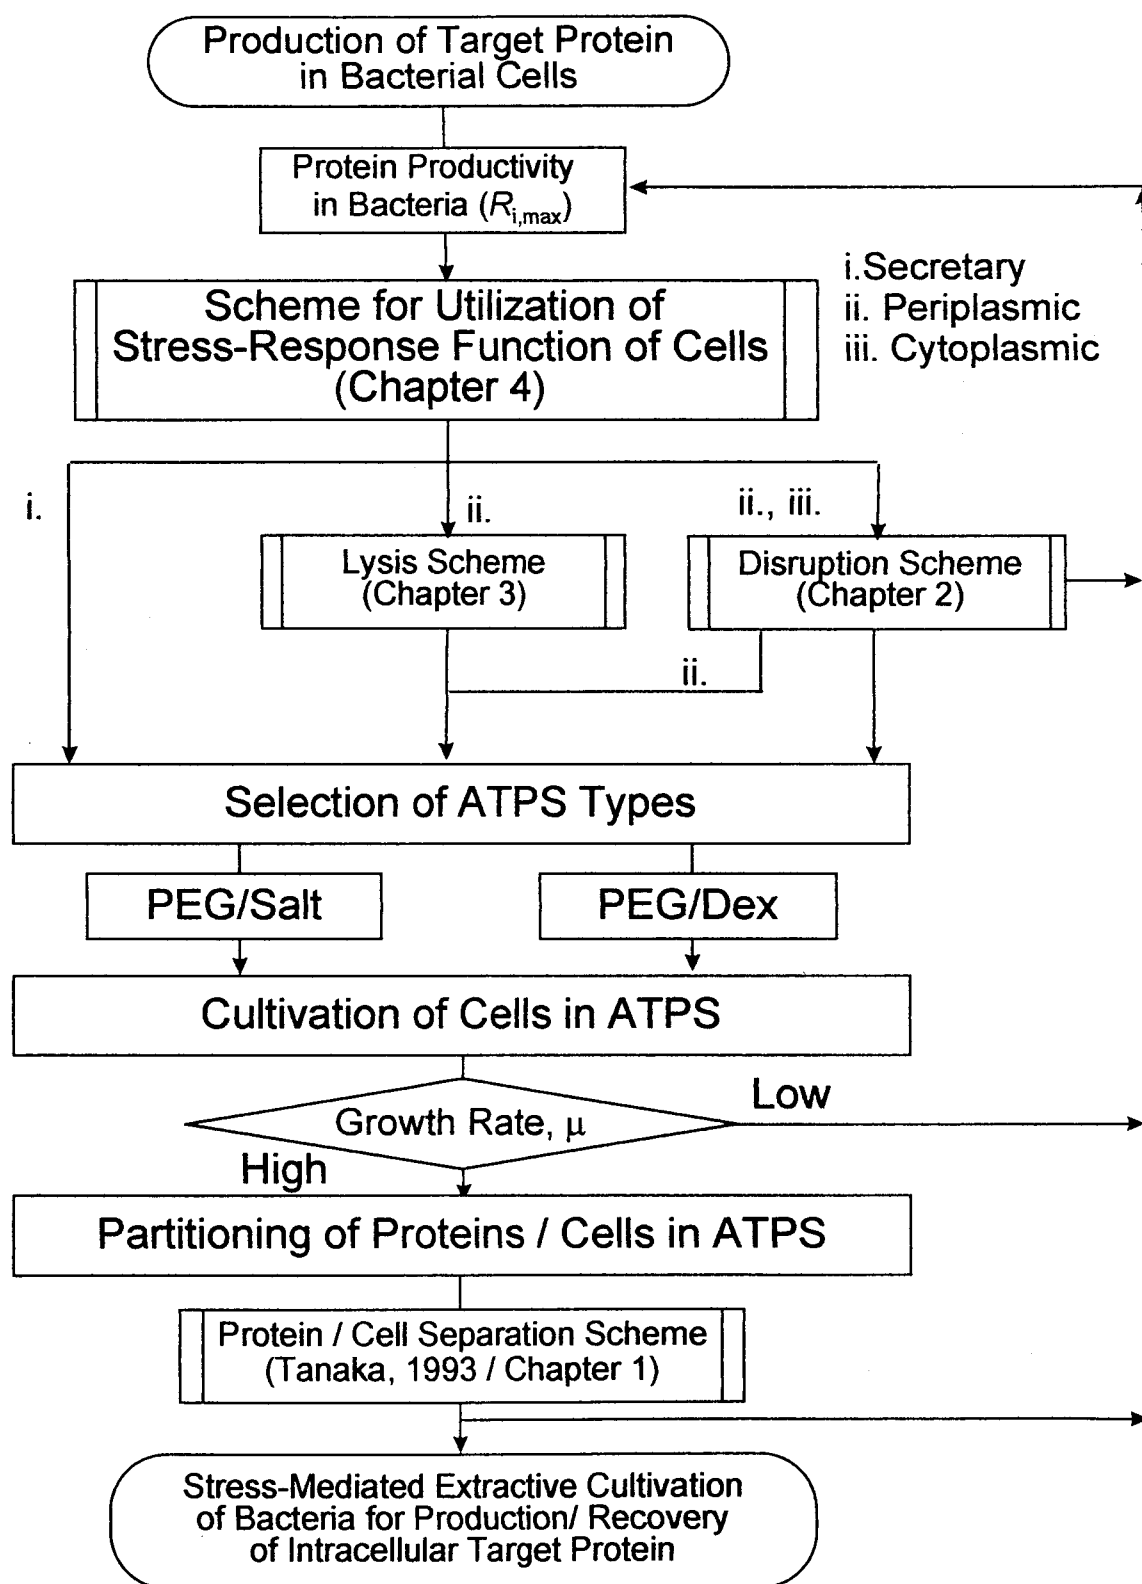 Production of Target Protein
in Bacterial Cells
Protein Productivity
in Bacteria (Ri,max)
i.Secretary
ii. Periplasmic
iii. Cytoplasmic
Scheme for Utilization of
Stress-Response Function of Cells
(Chapter 4)
i.
ii.
ii., iii.
Lysis Scheme
(Chapter 3)
Disruption Scheme
(Chapter 2)
ii.
Selection of ATPS Types
PEG/Salt
PEG/Dex
Cultivation of Cells in ATPS
Growth Rate, μ
Low
High
Partitioning of Proteins / Cells in ATPS
Protein / Cell Separation Scheme
(Tanaka, 1993 / Chapter 1)
Stress-Mediated Extractive Cultivation
of Bacteria for Production/ Recovery
of Intracellular Target Protein